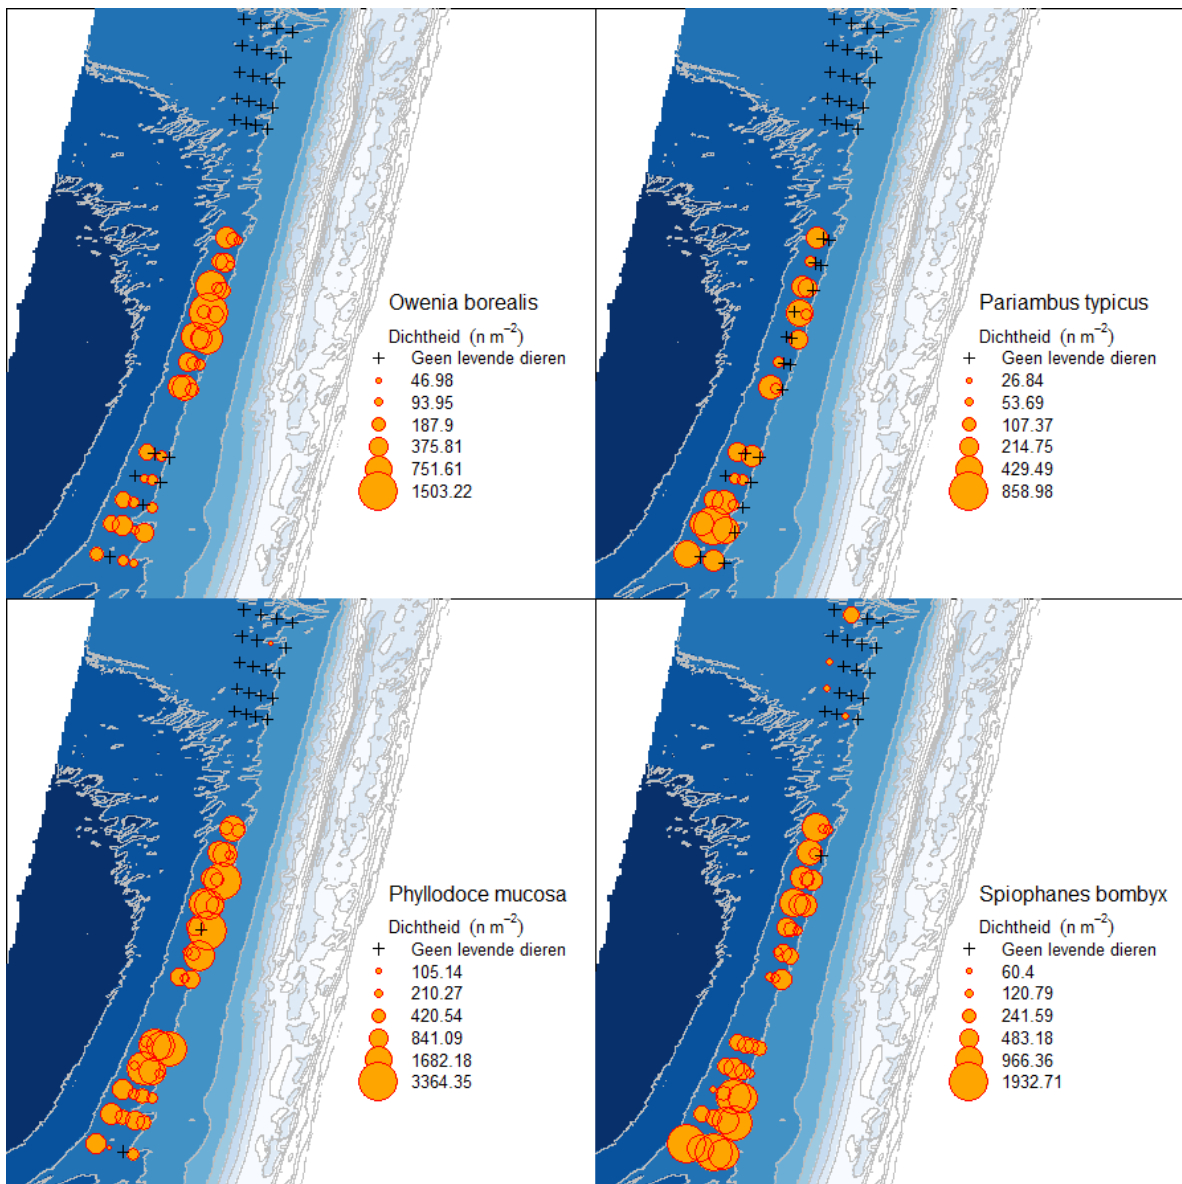 Owenia borealis
Dichtheid (n m⁻²)
Geen levende dieren
46.98
93.95
187.9
375.81
751.61
1503.22
Pariambus typicus
Dichtheid (n m⁻²)
Geen levende dieren
26.84
53.69
107.37
214.75
429.49
858.98
Phyllodoce mucosa
Dichtheid (n m⁻²)
Geen levende dieren
105.14
210.27
420.54
841.09
1682.18
3364.35
Spiophanes bombyx
Dichtheid (n m⁻²)
Geen levende dieren
60.4
120.79
241.59
483.18
966.36
1932.71